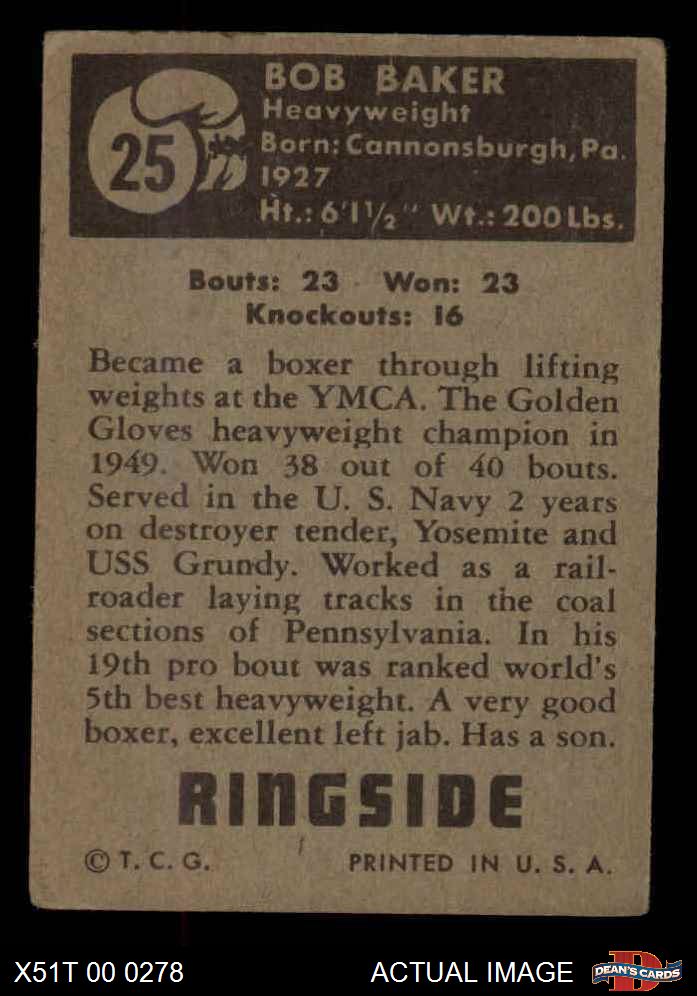 BOB BAKER
Heavyweight
25
Born: Cannonsburgh, Pa.
1927
Ht.: 6'1½" Wt.: 200 Lbs.
Bouts: 23 Won: 23
Knockouts: 16
Became a boxer through lifting
weights at the YMCA. The Golden
Gloves heavyweight champion in
1949. Won 38 out of 40 bouts.
Served in the U. S. Navy 2 years
on destroyer tender, Yosemite and
USS Grundy. Worked as a rail-
roader laying tracks in the coal
sections of Pennsylvania. In his
19th pro bout was ranked world's
5th best heavyweight. A very good
boxer, excellent left jab. Has a son.
RINGSIDE
© T. C. G. PRINTED IN U. S. A.
X51T 00 0278 ACTUAL IMAGE
D
DEAN'S CARDS